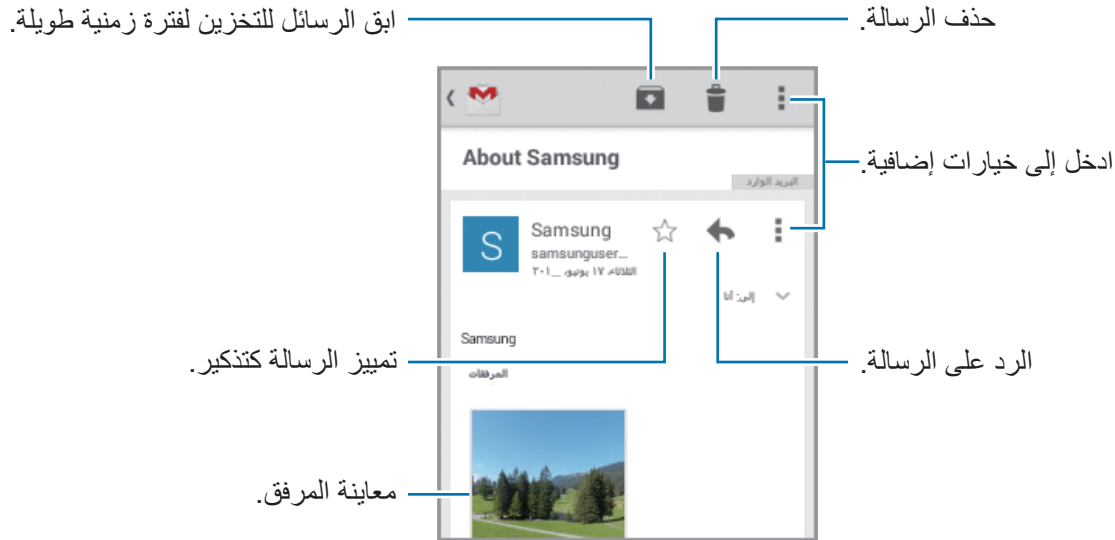 حذف الرسالة.
ابق الرسائل للتخزين لفترة زمنية طويلة.
ادخل إلى خيارات إضافية.
About Samsung
البريد الوارد
S
Samsung
samsunguser...
الثلاثاء، ١٧ يونيو، __٢٠١
إلى: أنا
Samsung
الرد على الرسالة.
تمييز الرسالة كتذكير.
المرفقات
معاينة المرفق.